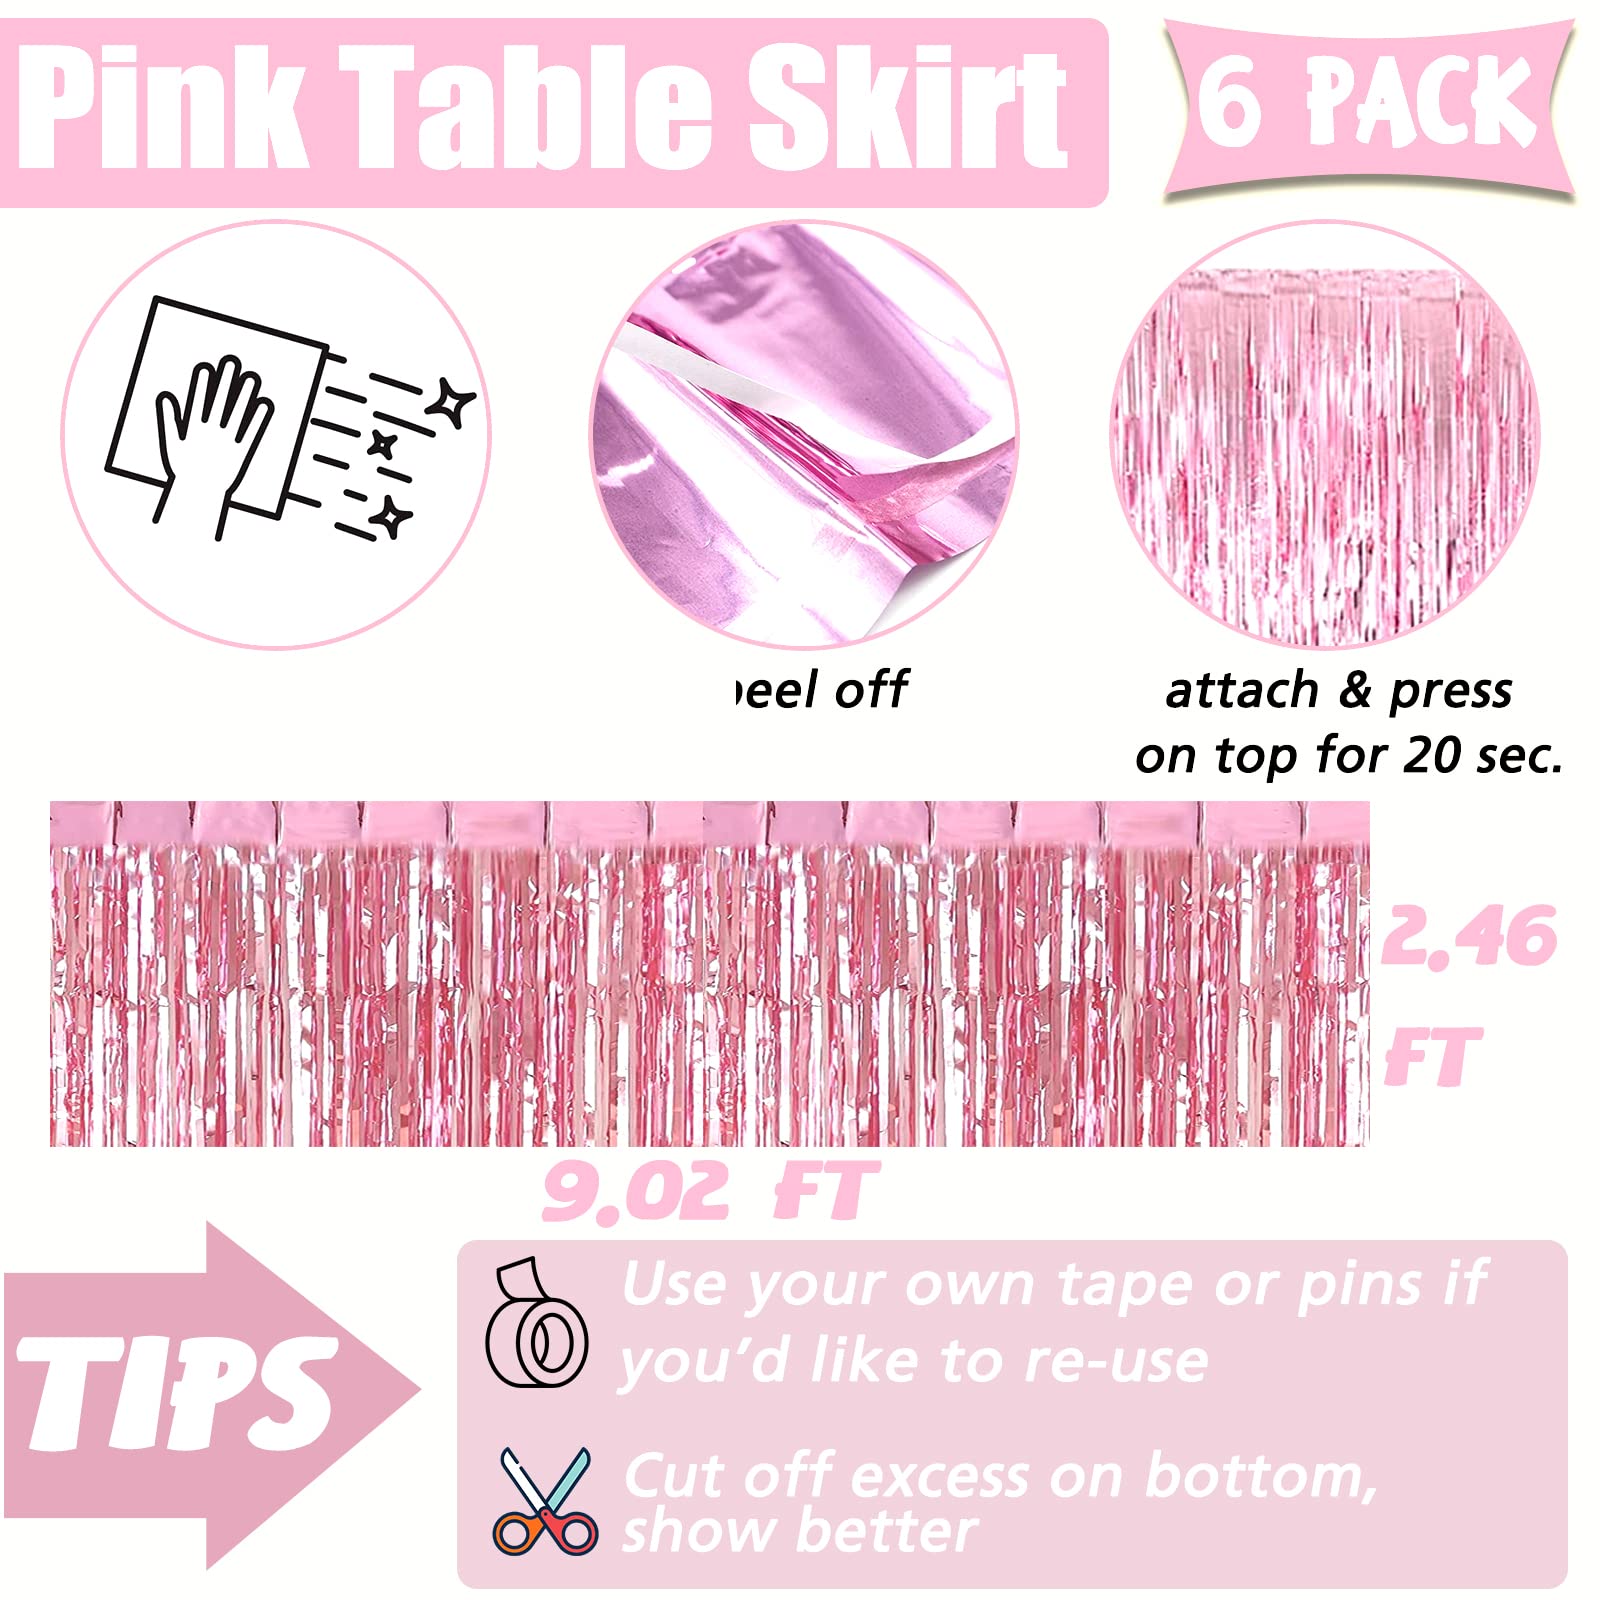 Pink Table Skirt
6 PACK
off
attach & press
on top for 20 sec.
2.46
FT
9.02 FT
TIPS
Use your own tape or pins if
you'd like to re-use
Cut off excess on bottom,
show better